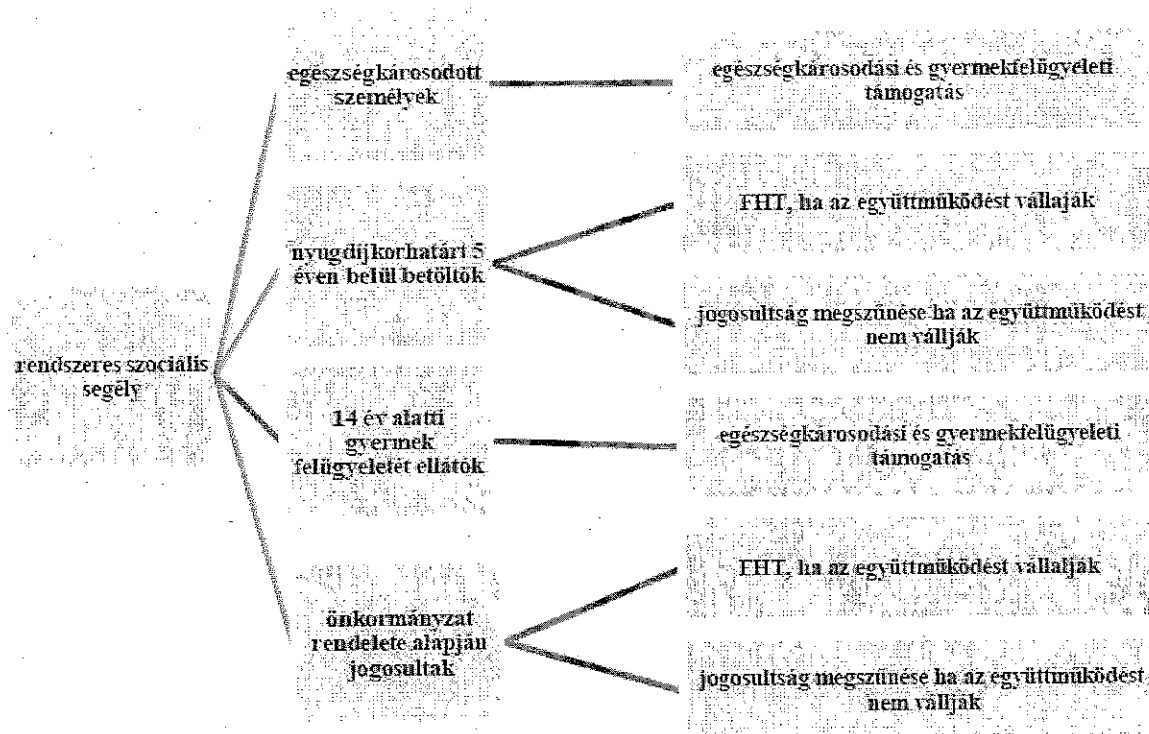 rendszeres szociális
segély
egészségkárosodott
személyek
egészségkárosodási és gyermekfelügyeleti
támogatás
nyugdíjkorhatárt 5
éven belül betöltők
FHT, ha az együttműködést vállaják
jogosultság megszűnése ha az együttműködést
nem vállják
14 év alatti
gyermek
felügyeletét ellátók
egészségkárosodási és gyermekfelügyeleti
támogatás
önkormányzat
rendelete alapján
jogosultak
FHT, ha az együttműködést vállalják
jogosultság megszűnése ha az együttműködést
nem vállják